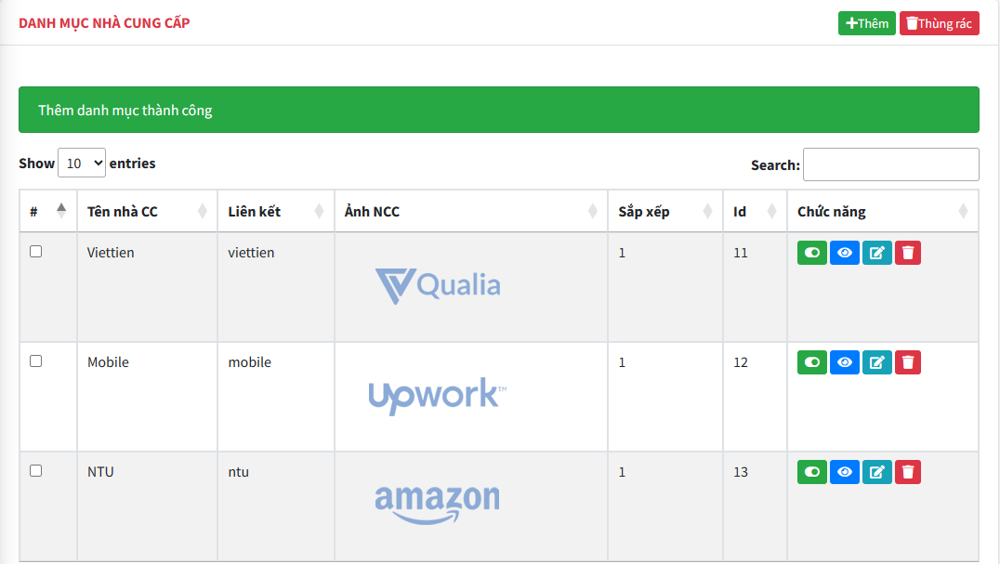 DANH MỤC NHÀ CUNG CẤP
Thêm Thùng rác
Thêm danh mục thành công
Show 10 entries
Search:
# Tên nhà CC Liên kết Ảnh NCC Sắp xếp Id Chức năng
Viettien viettien Qualia 1 11
Mobile mobile upwork™ 1 12
NTU ntu amazon 1 13